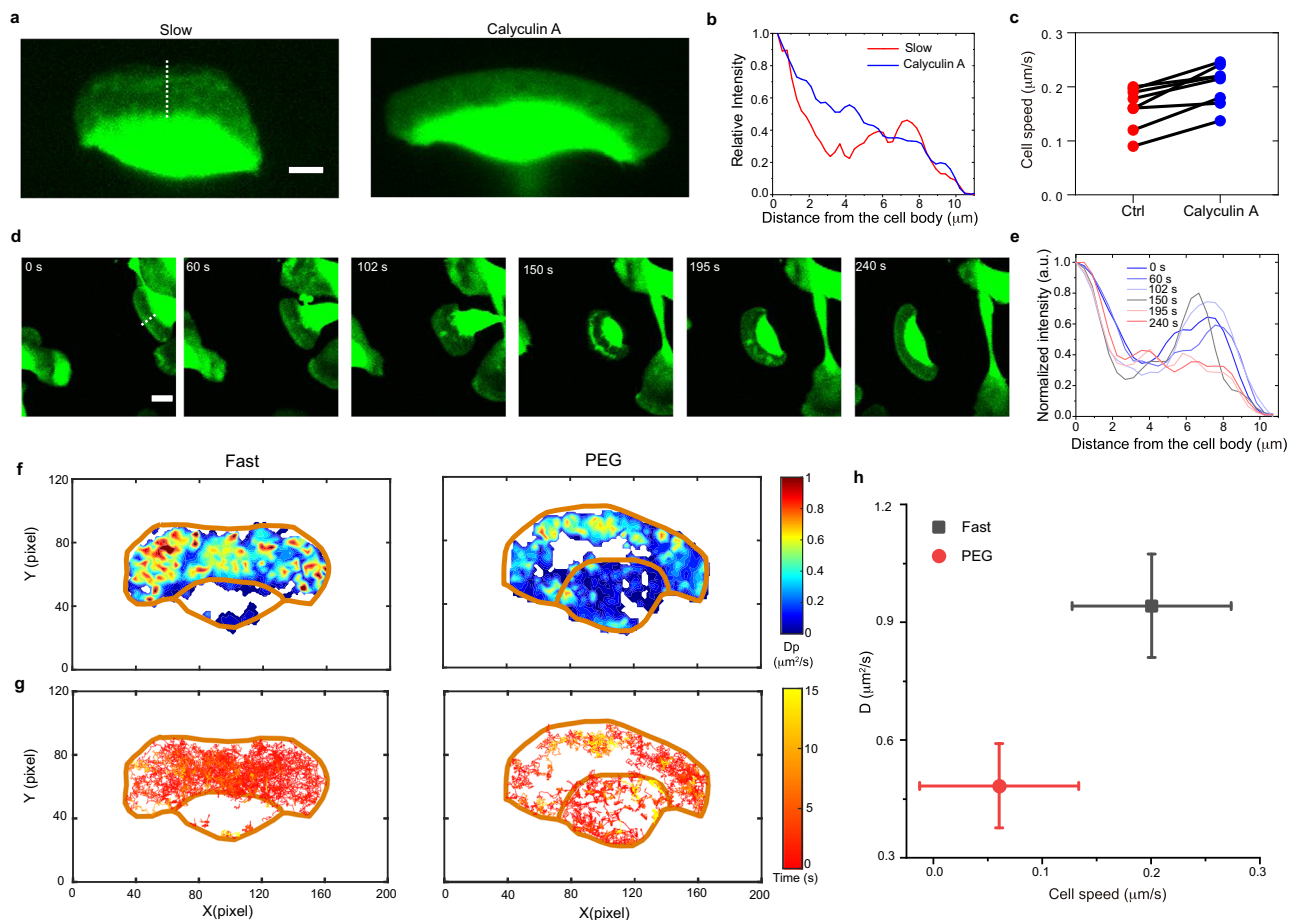 a
Slow
Calyculin A
b
1.0
0.8
0.6
0.4
0.2
0.0
Relative Intensity
Slow
Calyculin A
0 2 4 6 8 10
Distance from the cell body (μm)
c
0.3
0.2
0.1
0. 0
Cell speed (μm/s)
Ctrl
Calyculin A
d
0 s
60 s
102 s
150 s
195 s
240 s
e
1.0
0.8
0.6
0.4
0.2
0.0
Normalized intensity (a.u.)
0 s
60 s
102 s
150 s
195 s
240 s
0 2 4 6 8 10
Distance from the cell body (μm)
f
Fast
PEG
120
80
40
0
Y (pixel)
1
0.8
0.6
0.4
0.2
0
Dp
(μm²/s)
g
120
80
40
0
Y (pixel)
0 40 80 120 160 200
X(pixel)
40 80 120 160 200
X(pixel)
15
10
5
0
Time (s)
h
Fast
PEG
1.2
0.9
0.6
0.3
D (μm²/s)
0.0 0.1 0.2 0.3
Cell speed (μm/s)